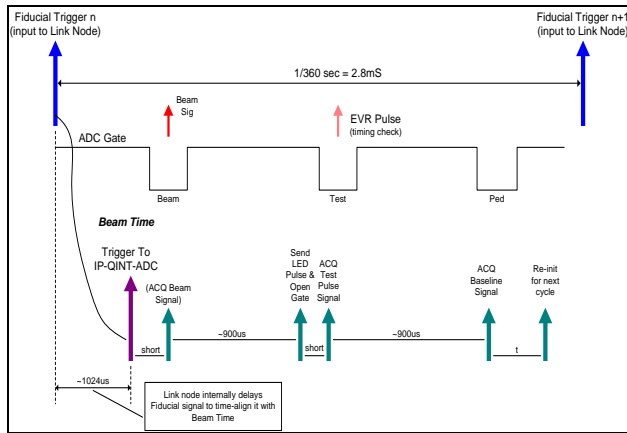 Fiducial Trigger n
(input to Link Node)
Fiducial Trigger n+1
(input to Link Node)
1/360 sec = 2.8mS
Beam
Sig
EVR Pulse
(timing check)
ADC Gate
Beam
Test
Ped
Beam Time
Trigger To
IP-QINT-ADC
(ACQ Beam
Signal)
Send
LED
Pulse &
Open
Gate
ACQ
Test
Pulse
Signal
ACQ
Baseline
Signal
Re-init
for next
cycle
~900us
~900us
short
short
t
~1024us
Link node internally delays
Fiducial signal to time-align it with
Beam Time